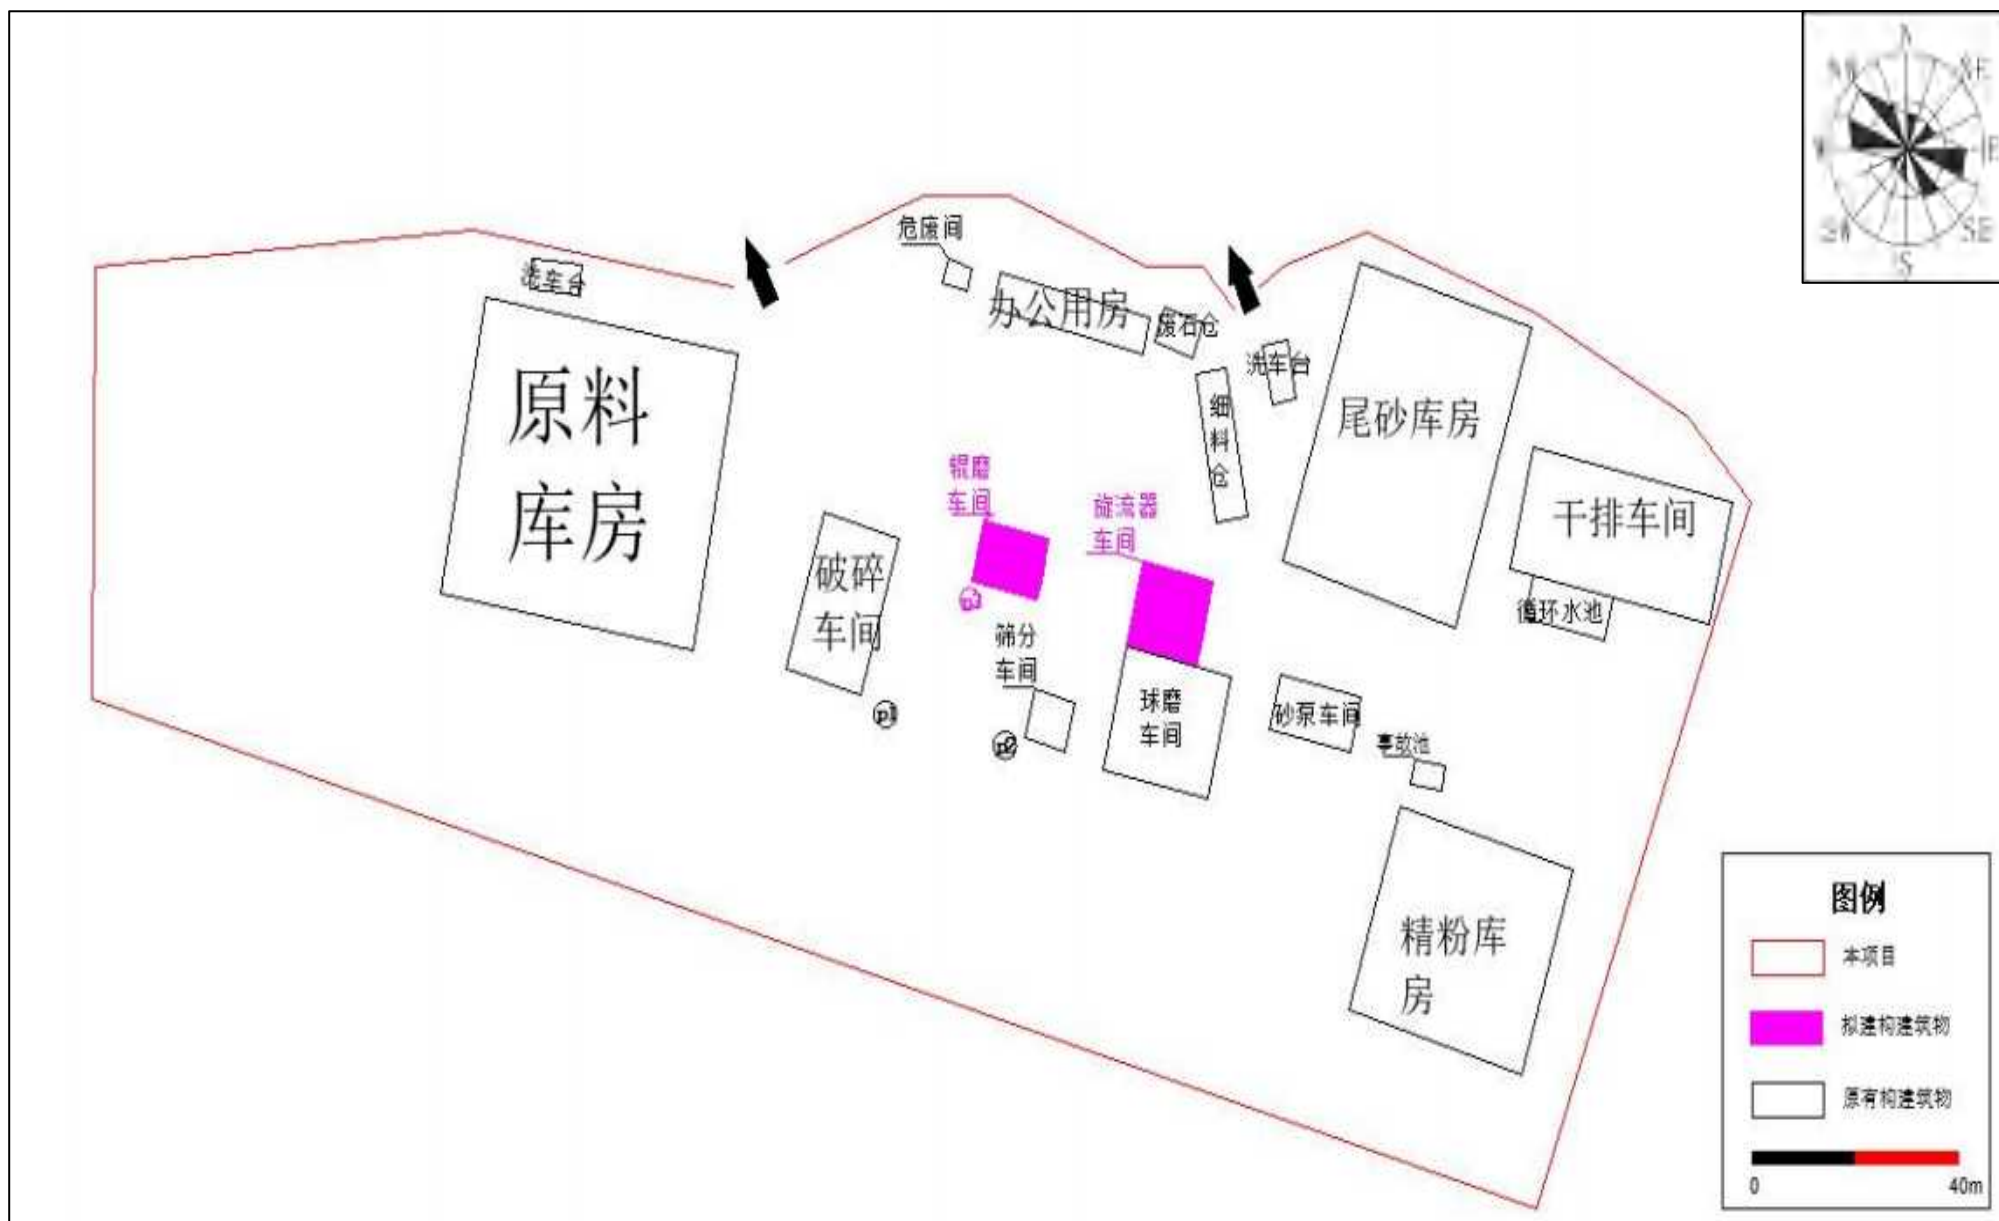 N
NW
NE
W
E
SW
SE
S
危废间
洗车台
办公用房
废石仓
洗车台
原料
库房
细
料
仓
尾砂库房
辊磨
车间
旋流器
车间
干排车间
破碎
车间
p3
循环水池
筛分
车间
球磨
车间
p1
砂泵车间
p2
事故池
精粉库
房
图例
本项目
拟建构建筑物
原有构建筑物
0
40m